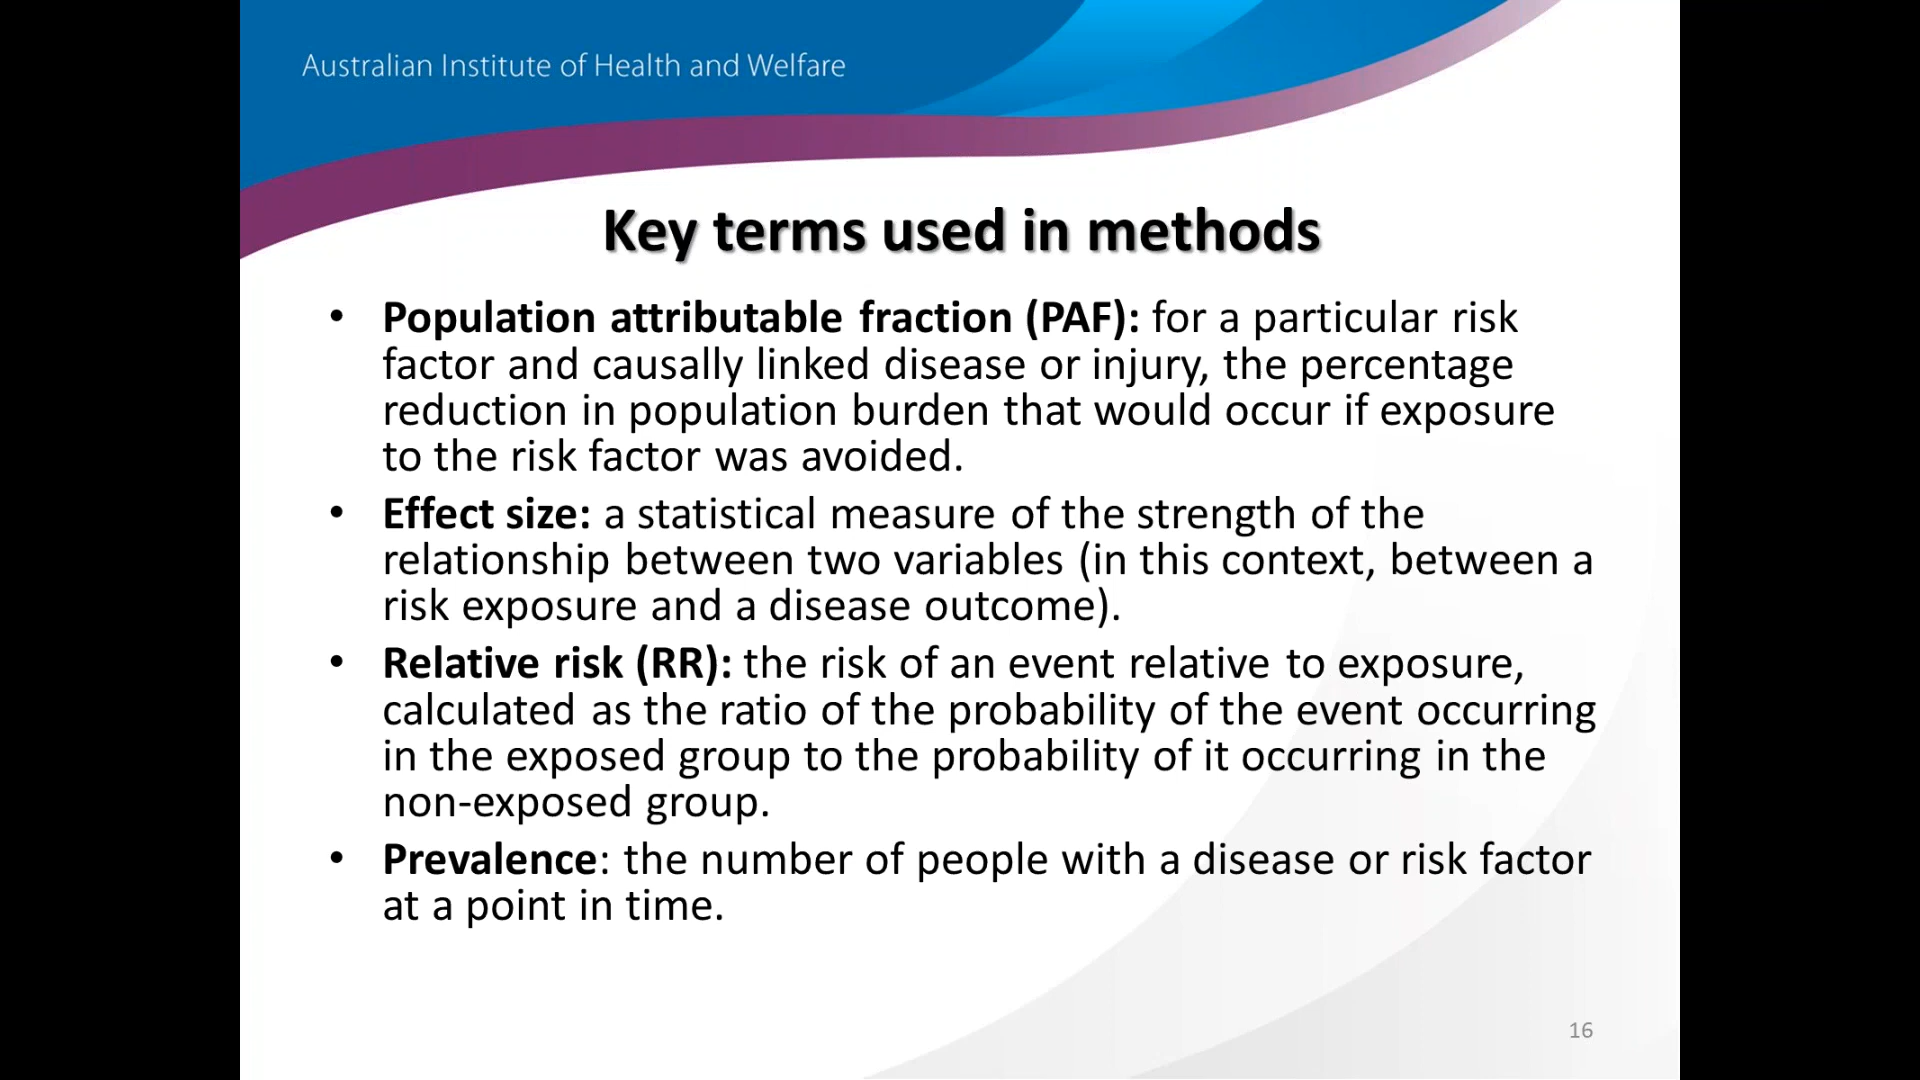 Australian Institute of Health and Welfare
Key terms used in methods
• Population attributable fraction (PAF): for a particular risk
factor and causally linked disease or injury, the percentage
reduction in population burden that would occur if exposure
to the risk factor was avoided.
• Effect size: a statistical measure of the strength of the
relationship between two variables (in this context, between a
risk exposure and a disease outcome).
• Relative risk (RR): the risk of an event relative to exposure,
calculated as the ratio of the probability of the event occurring
in the exposed group to the probability of it occurring in the
non-exposed group.
• Prevalence: the number of people with a disease or risk factor
at a point in time.
16